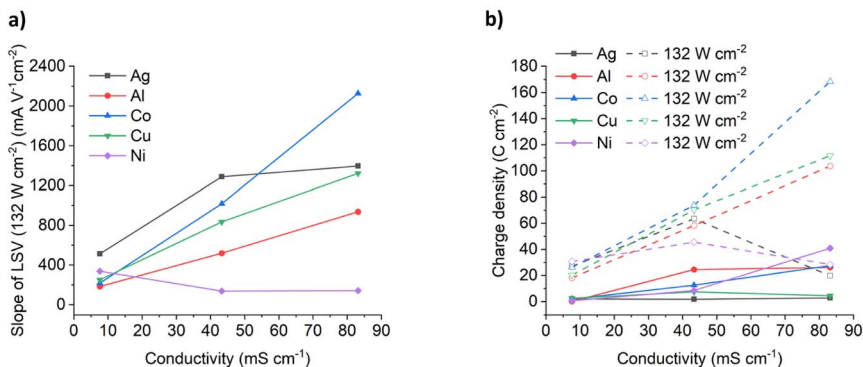 a)
Slope of LSV (132 W cm⁻²) (mA V⁻¹cm⁻²)
2400
2000
1600
1200
800
400
0
Ag
Al
Co
Cu
Ni
0 10 20 30 40 50 60 70 80 90
Conductivity (mS cm⁻¹)
b)
Charge density (C cm⁻²)
180
160
140
120
100
80
60
40
20
0
Ag 132 W cm⁻²
Al 132 W cm⁻²
Co 132 W cm⁻²
Cu 132 W cm⁻²
Ni 132 W cm⁻²
0 10 20 30 40 50 60 70 80 90
Conductivity (mS cm⁻¹)